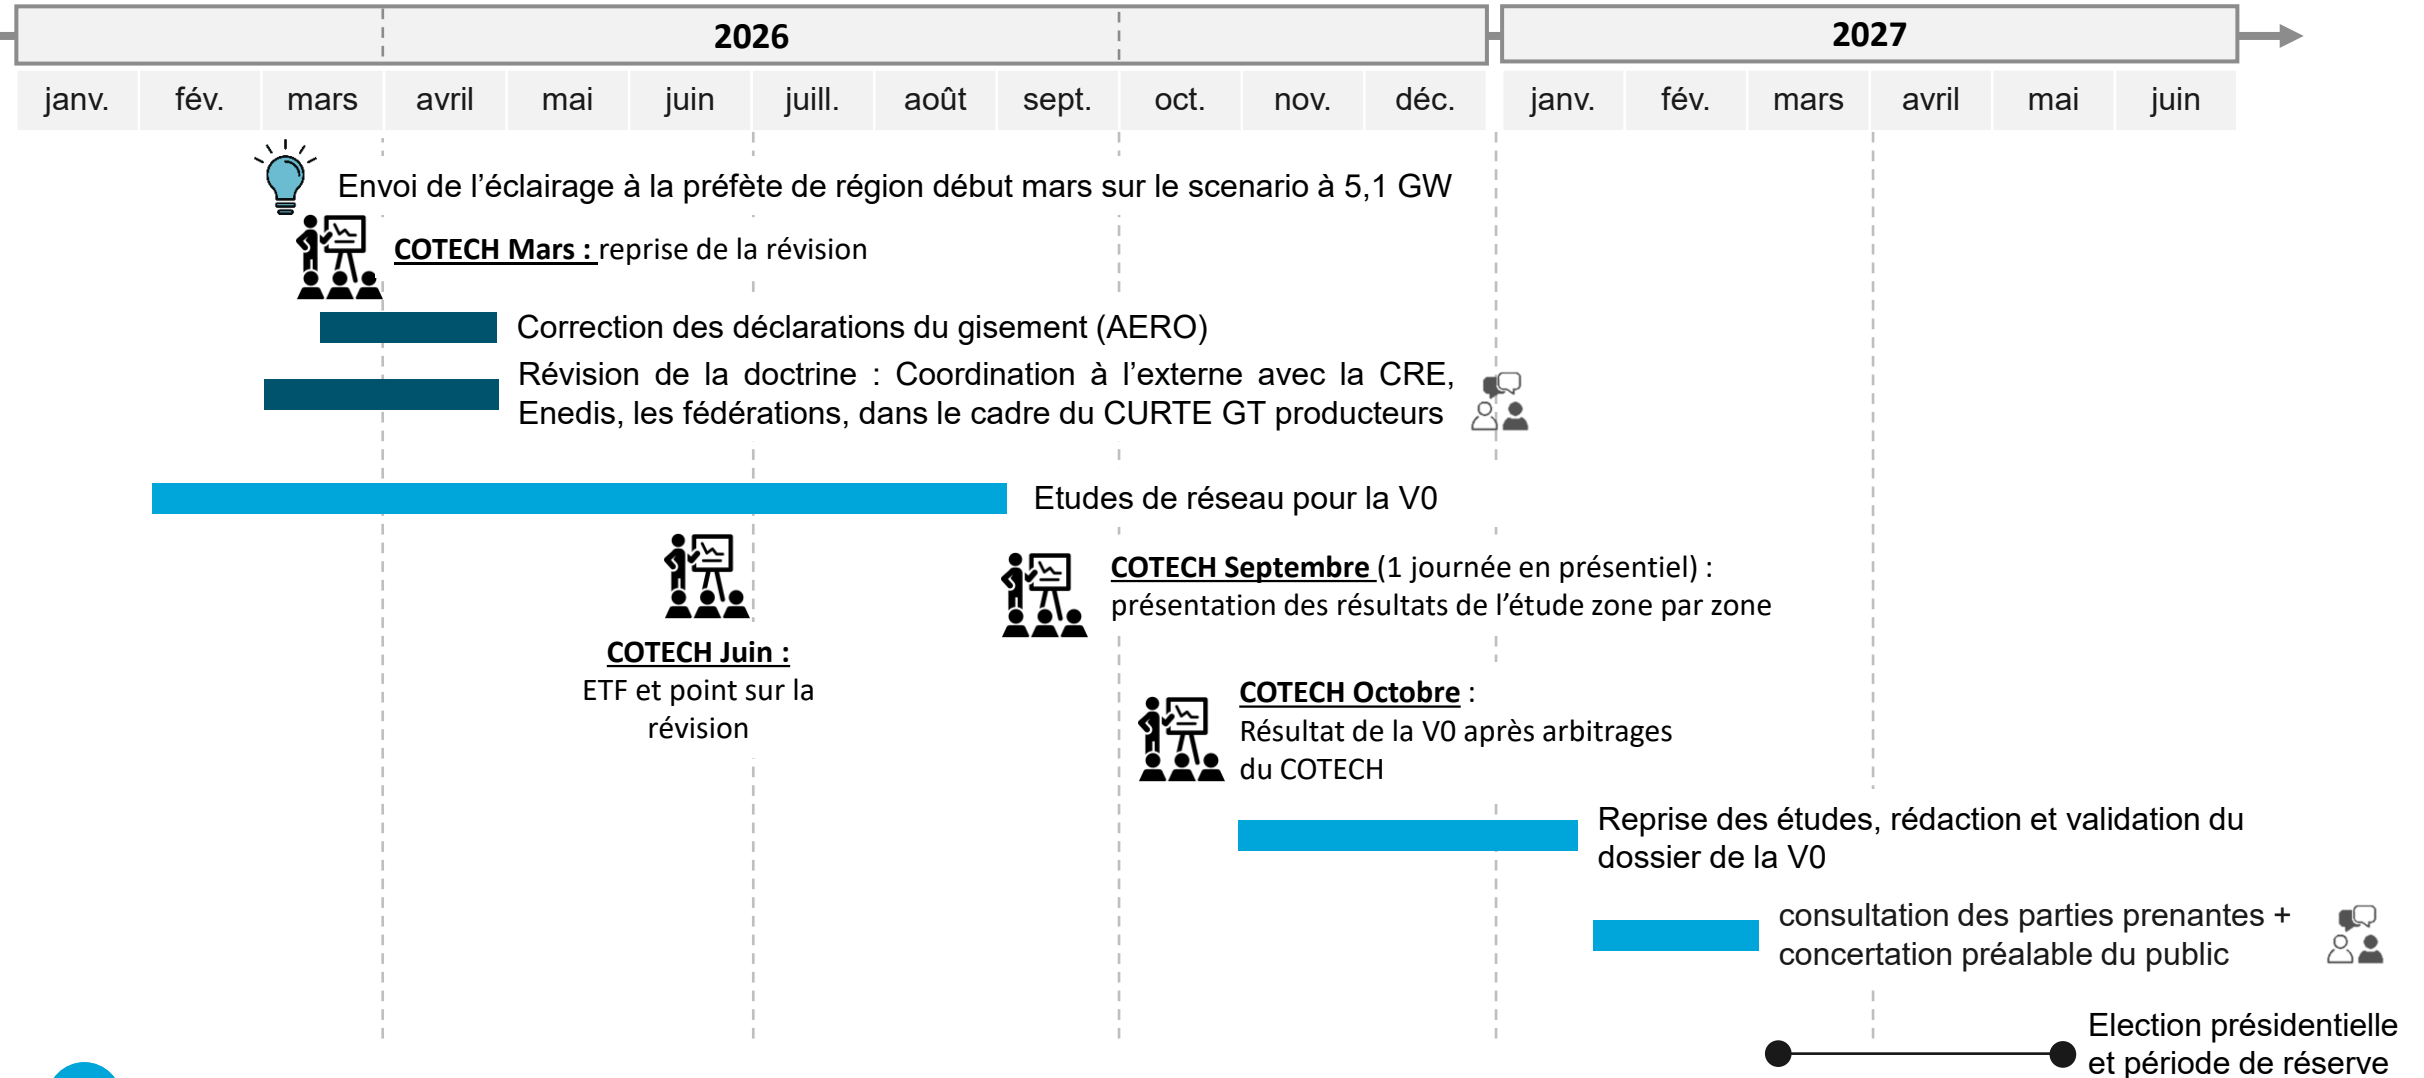 2026
2027
janv. fév. mars avril mai juin juill. août sept. oct. nov. déc. janv. fév. mars avril mai juin
Envoi de l’éclairage à la préfète de région début mars sur le scenario à 5,1 GW
COTECH Mars : reprise de la révision
Correction des déclarations du gisement (AERO)
Révision de la doctrine : Coordination à l’externe avec la CRE,
Enedis, les fédérations, dans le cadre du CURTE GT producteurs
Etudes de réseau pour la V0
COTECH Septembre (1 journée en présentiel) :
présentation des résultats de l’étude zone par zone
COTECH Juin :
ETF et point sur la
révision
COTECH Octobre :
Résultat de la V0 après arbitrages
du COTECH
Reprise des études, rédaction et validation du
dossier de la V0
consultation des parties prenantes +
concertation préalable du public
Election présidentielle
et période de réserve